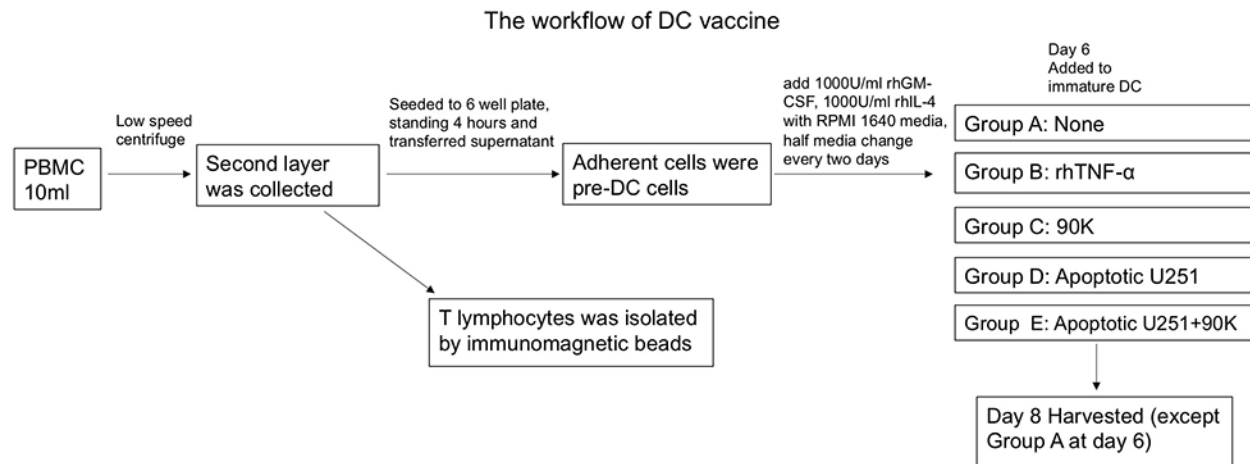 The workflow of DC vaccine
PBMC
10ml
Low speed
centrifuge
Second layer
was collected
Seeded to 6 well plate,
standing 4 hours and
transferred supernatant
Adherent cells were
pre-DC cells
add 1000U/ml rhGM-
CSF, 1000U/ml rhIL-4
with RPMI 1640 media,
half media change
every two days
Day 6
Added to
immature DC
Group A: None
Group B: rhTNF-α
Group C: 90K
Group D: Apoptotic U251
Group E: Apoptotic U251+90K
T lymphocytes was isolated
by immunomagnetic beads
Day 8 Harvested (except
Group A at day 6)